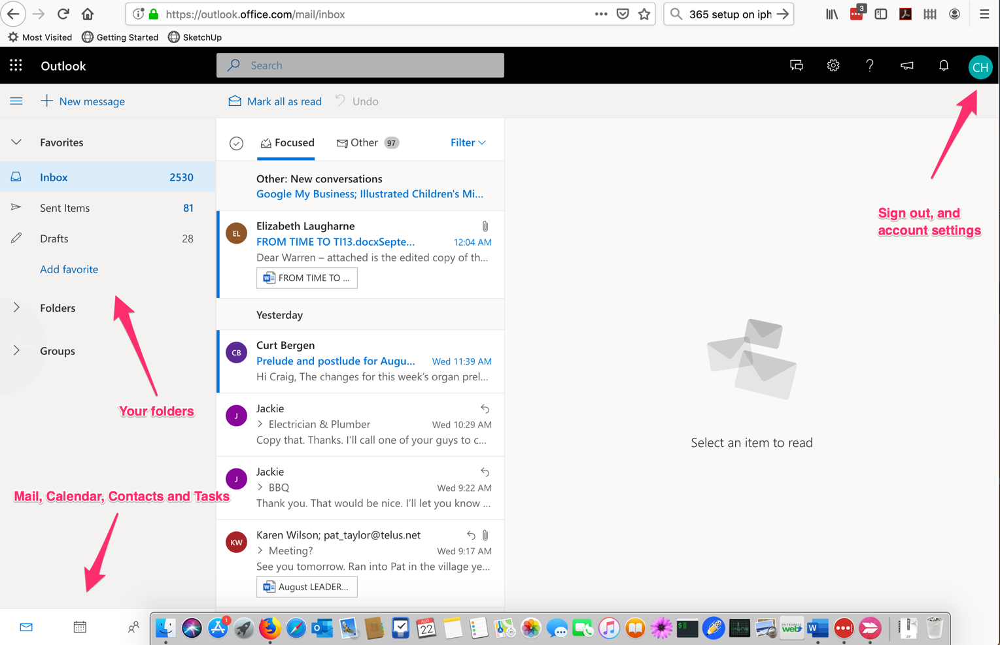 https://outlook.office.com/mail/inbox
365 setup on iph
3
Most Visited
Getting Started
SketchUp
Outlook
Search
CH
New message
Mark all as read
Undo
Favorites
Focused
Other 97
Filter
Inbox 2530
Sent Items 81
Drafts 28
Add favorite
Folders
Groups
Other: New conversations
Google My Business; Illustrated Children's Mi...
EL
Elizabeth Laugharne
FROM TIME TO TI13.docxSepte... 12:04 AM
Dear Warren – attached is the edited copy of th...
FROM TIME TO ...
Yesterday
CB
Curt Bergen
Prelude and postlude for Augu... Wed 11:39 AM
Hi Craig, The changes for this week's organ prel...
J
Jackie
Electrician & Plumber Wed 10:29 AM
Copy that. Thanks. I'll call one of your guys to c...
J
Jackie
BBQ Wed 9:22 AM
Thank you. That would be nice. I'll let you know ...
KW
Karen Wilson; pat_taylor@telus.net
Meeting? Wed 9:17 AM
See you tomorrow. Ran into Pat in the village ye...
August LEADER...
Select an item to read
Sign out, and
account settings
Your folders
Mail, Calendar, Contacts and Tasks
1
AUG
22
web
W
ZIP